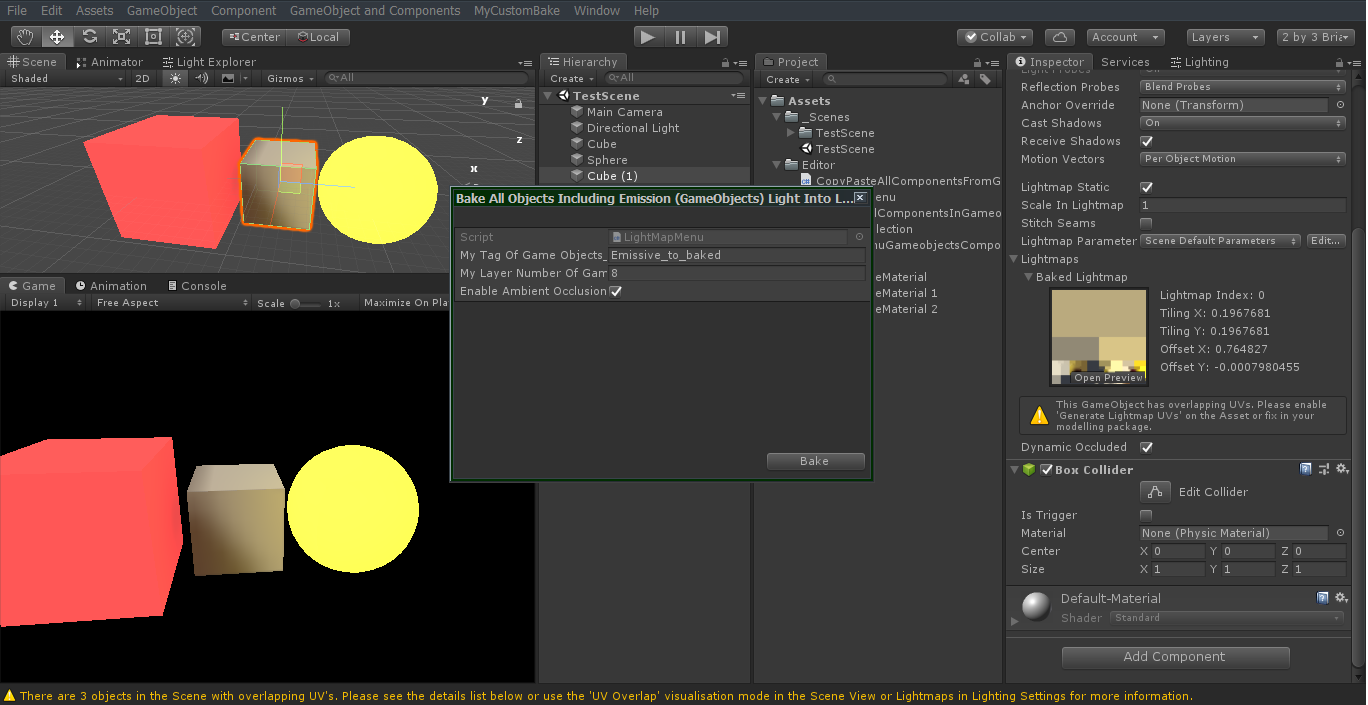 File Edit Assets GameObject Component GameObject and Components MyCustomBake Window Help
Center Local Collab Account Layers 2 by 3 Bria
Scene Animator Light Explorer
Shaded 2D Gizmos All
y
z
x
Game Animation Console
Display 1 Free Aspect Scale 1x Maximize On Pla
Hierarchy
Create All
TestScene
Main Camera
Directional Light
Cube
Sphere
Cube (1)
Project
Create
Assets
_Scenes
TestScene
TestScene
Editor
CopyPasteAllComponentsFromG
enu
lComponentsInGameo
lection
nuGameobjectsCompo
eMaterial
eMaterial 1
eMaterial 2
Bake All Objects Including Emission (GameObjects) Light Into L...
Script LightMapMenu
My Tag Of Game Objects_ Emissive_to_baked
My Layer Number Of Gam 8
Enable Ambient Occlusion
Bake
Inspector Services Lighting
Reflection Probes Blend Probes
Anchor Override None (Transform)
Cast Shadows On
Receive Shadows
Motion Vectors Per Object Motion
Lightmap Static
Scale In Lightmap 1
Stitch Seams
Lightmap Parameter Scene Default Parameters Edit...
Lightmaps
Baked Lightmap
Open Preview
Lightmap Index: 0
Tiling X: 0.1967681
Tiling Y: 0.1967681
Offset X: 0.764827
Offset Y: -0.0007980455
This GameObject has overlapping UVs. Please enable
'Generate Lightmap UVs' on the Asset or fix in your
modelling package.
Dynamic Occluded
Box Collider
Edit Collider
Is Trigger
Material None (Physic Material)
Center X 0 Y 0 Z 0
Size X 1 Y 1 Z 1
Default-Material
Shader Standard
Add Component
There are 3 objects in the Scene with overlapping UV's. Please see the details list below or use the 'UV Overlap' visualisation mode in the Scene View or Lightmaps in Lighting Settings for more information.